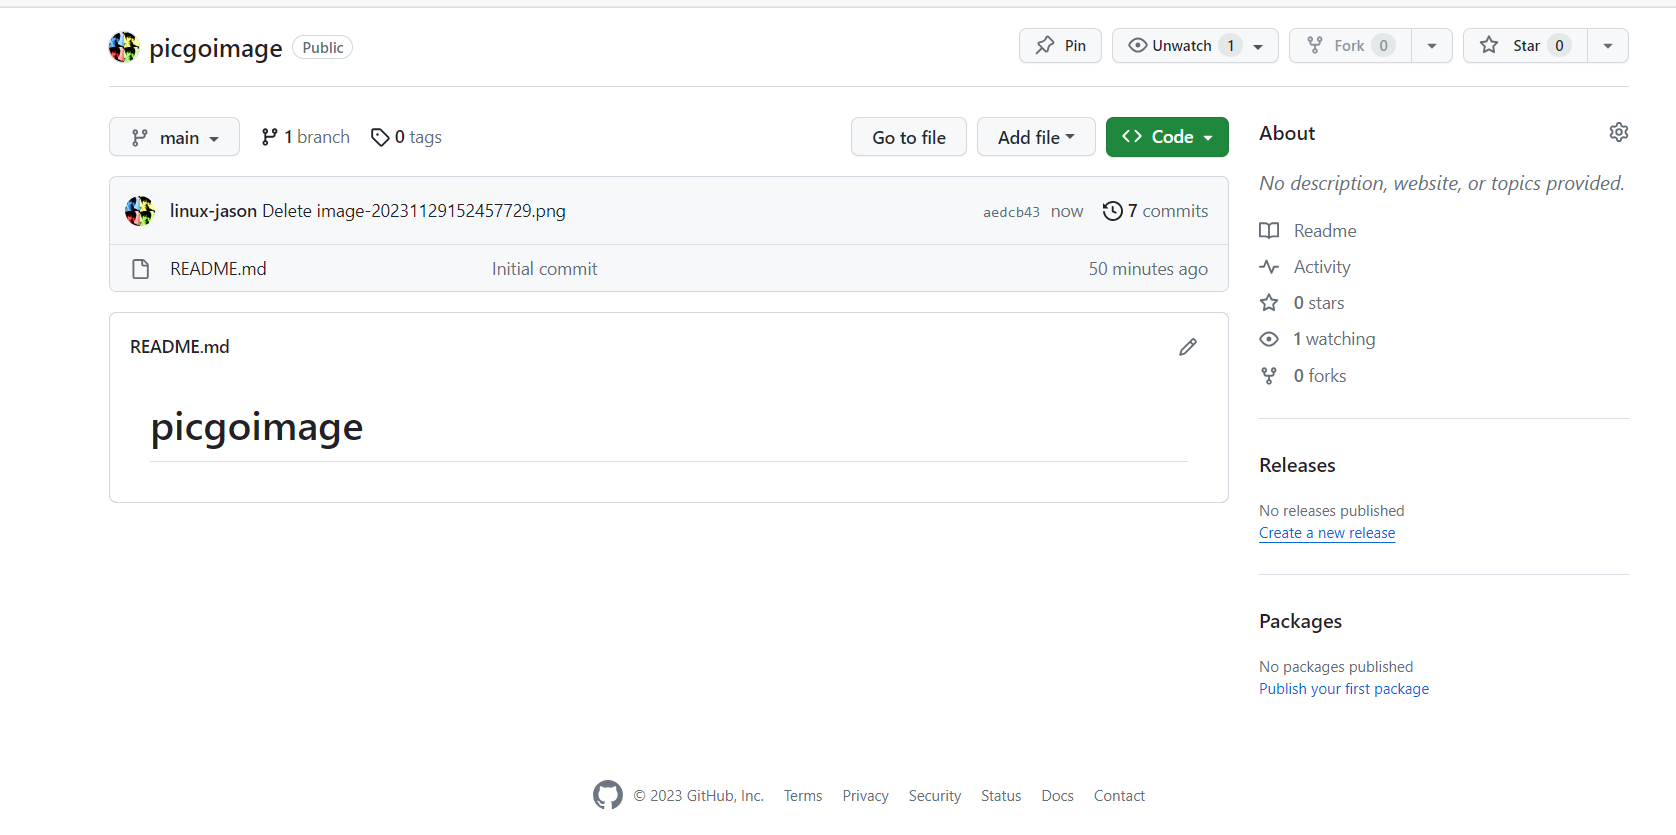 picgoimage Public
Pin Unwatch 1 Fork 0 Star 0
main 1 branch 0 tags Go to file Add file Code
linux-jason Delete image-20231129152457729.png aedcb43 now 7 commits
README.md Initial commit 50 minutes ago
README.md
picgoimage
About
No description, website, or topics provided.
Readme
Activity
0 stars
1 watching
0 forks
Releases
No releases published
Create a new release
Packages
No packages published
Publish your first package
© 2023 GitHub, Inc. Terms Privacy Security Status Docs Contact